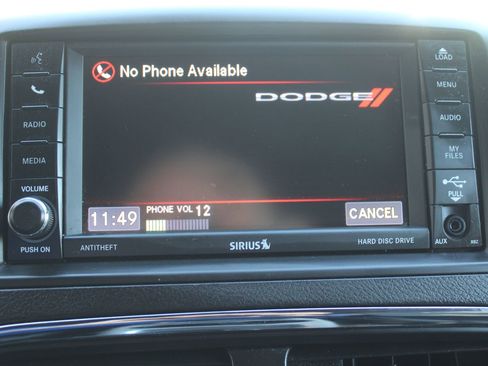 No Phone Available
DODGE
LOAD
MENU
RADIO
AUDIO
MEDIA
MY FILES
VOLUME
PULL
11:49
PHONE VOL 12
CANCEL
PUSH ON
ANTITHEFT
SIRIUS
HARD DISC DRIVE
AUX
RBZ